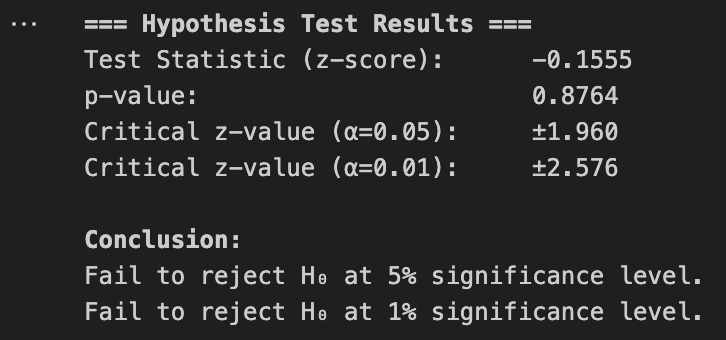 === Hypothesis Test Results ===
Test Statistic (z-score): -0.1555
p-value: 0.8764
Critical z-value (α=0.05): ±1.960
Critical z-value (α=0.01): ±2.576
Conclusion:
Fail to reject H₀ at 5% significance level.
Fail to reject H₀ at 1% significance level.